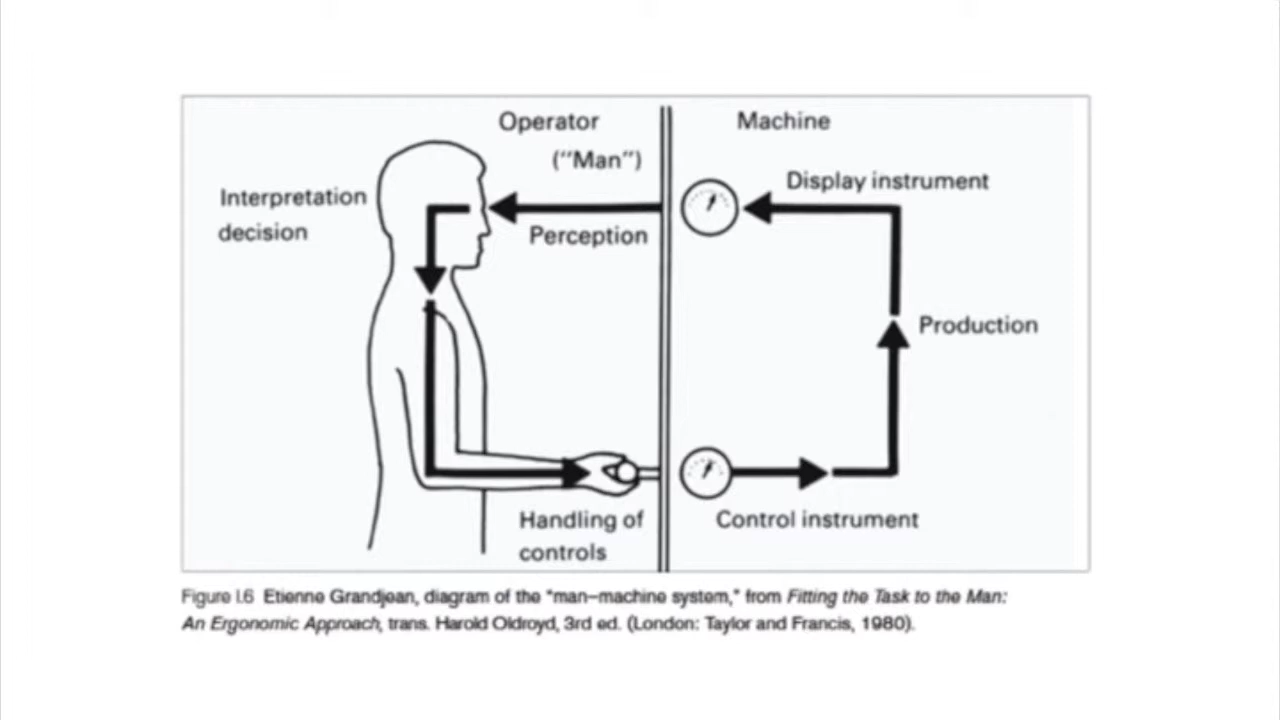 Operator
("Man")
Machine
Interpretation
decision
Perception
Display instrument
Production
Handling of
controls
Control instrument
Figure I.6 Etienne Grandjean, diagram of the "man–machine system," from Fitting the Task to the Man:
An Ergonomic Approach, trans. Harold Oldroyd, 3rd ed. (London: Taylor and Francis, 1980).